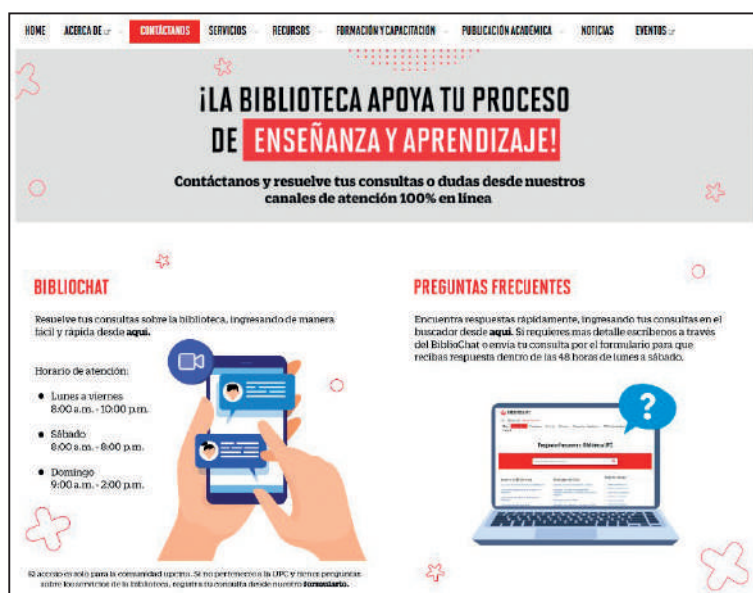 HOME ACERCA DE CONTÁCTANOS SERVICIOS RECURSOS FORMACIÓN Y CAPACITACIÓN PUBLICACIÓN ACADÉMICA NOTICIAS EVENTOS
¡LA BIBLIOTECA APOYA TU PROCESO
DE ENSEÑANZA Y APRENDIZAJE!
Contáctanos y resuelve tus consultas o dudas desde nuestros
canales de atención 100% en línea
BIBLIOCHAT
Resuelve tus consultas sobre la biblioteca, ingresando de manera
fácil y rápida desde aquí.
Horario de atención:
Lunes a viernes
8:00 a.m. - 10:00 p.m.
Sábado
8:00 a.m. - 8:00 p.m.
Domingo
9:00 a.m. - 2:00 p.m.
El acceso es solo para la comunidad upcina. Si no perteneces a la UPC y tienes preguntas
sobre los servicios de la biblioteca, registra tu consulta desde nuestro formulario.
PREGUNTAS FRECUENTES
Encuentra respuestas rápidamente, ingresando tus consultas en el
buscador desde aquí. Si requieres mas detalle escríbenos a través
del BiblioChat o envía tu consulta por el formulario para que
recibas respuesta dentro de las 48 horas de lunes a sábado.
?